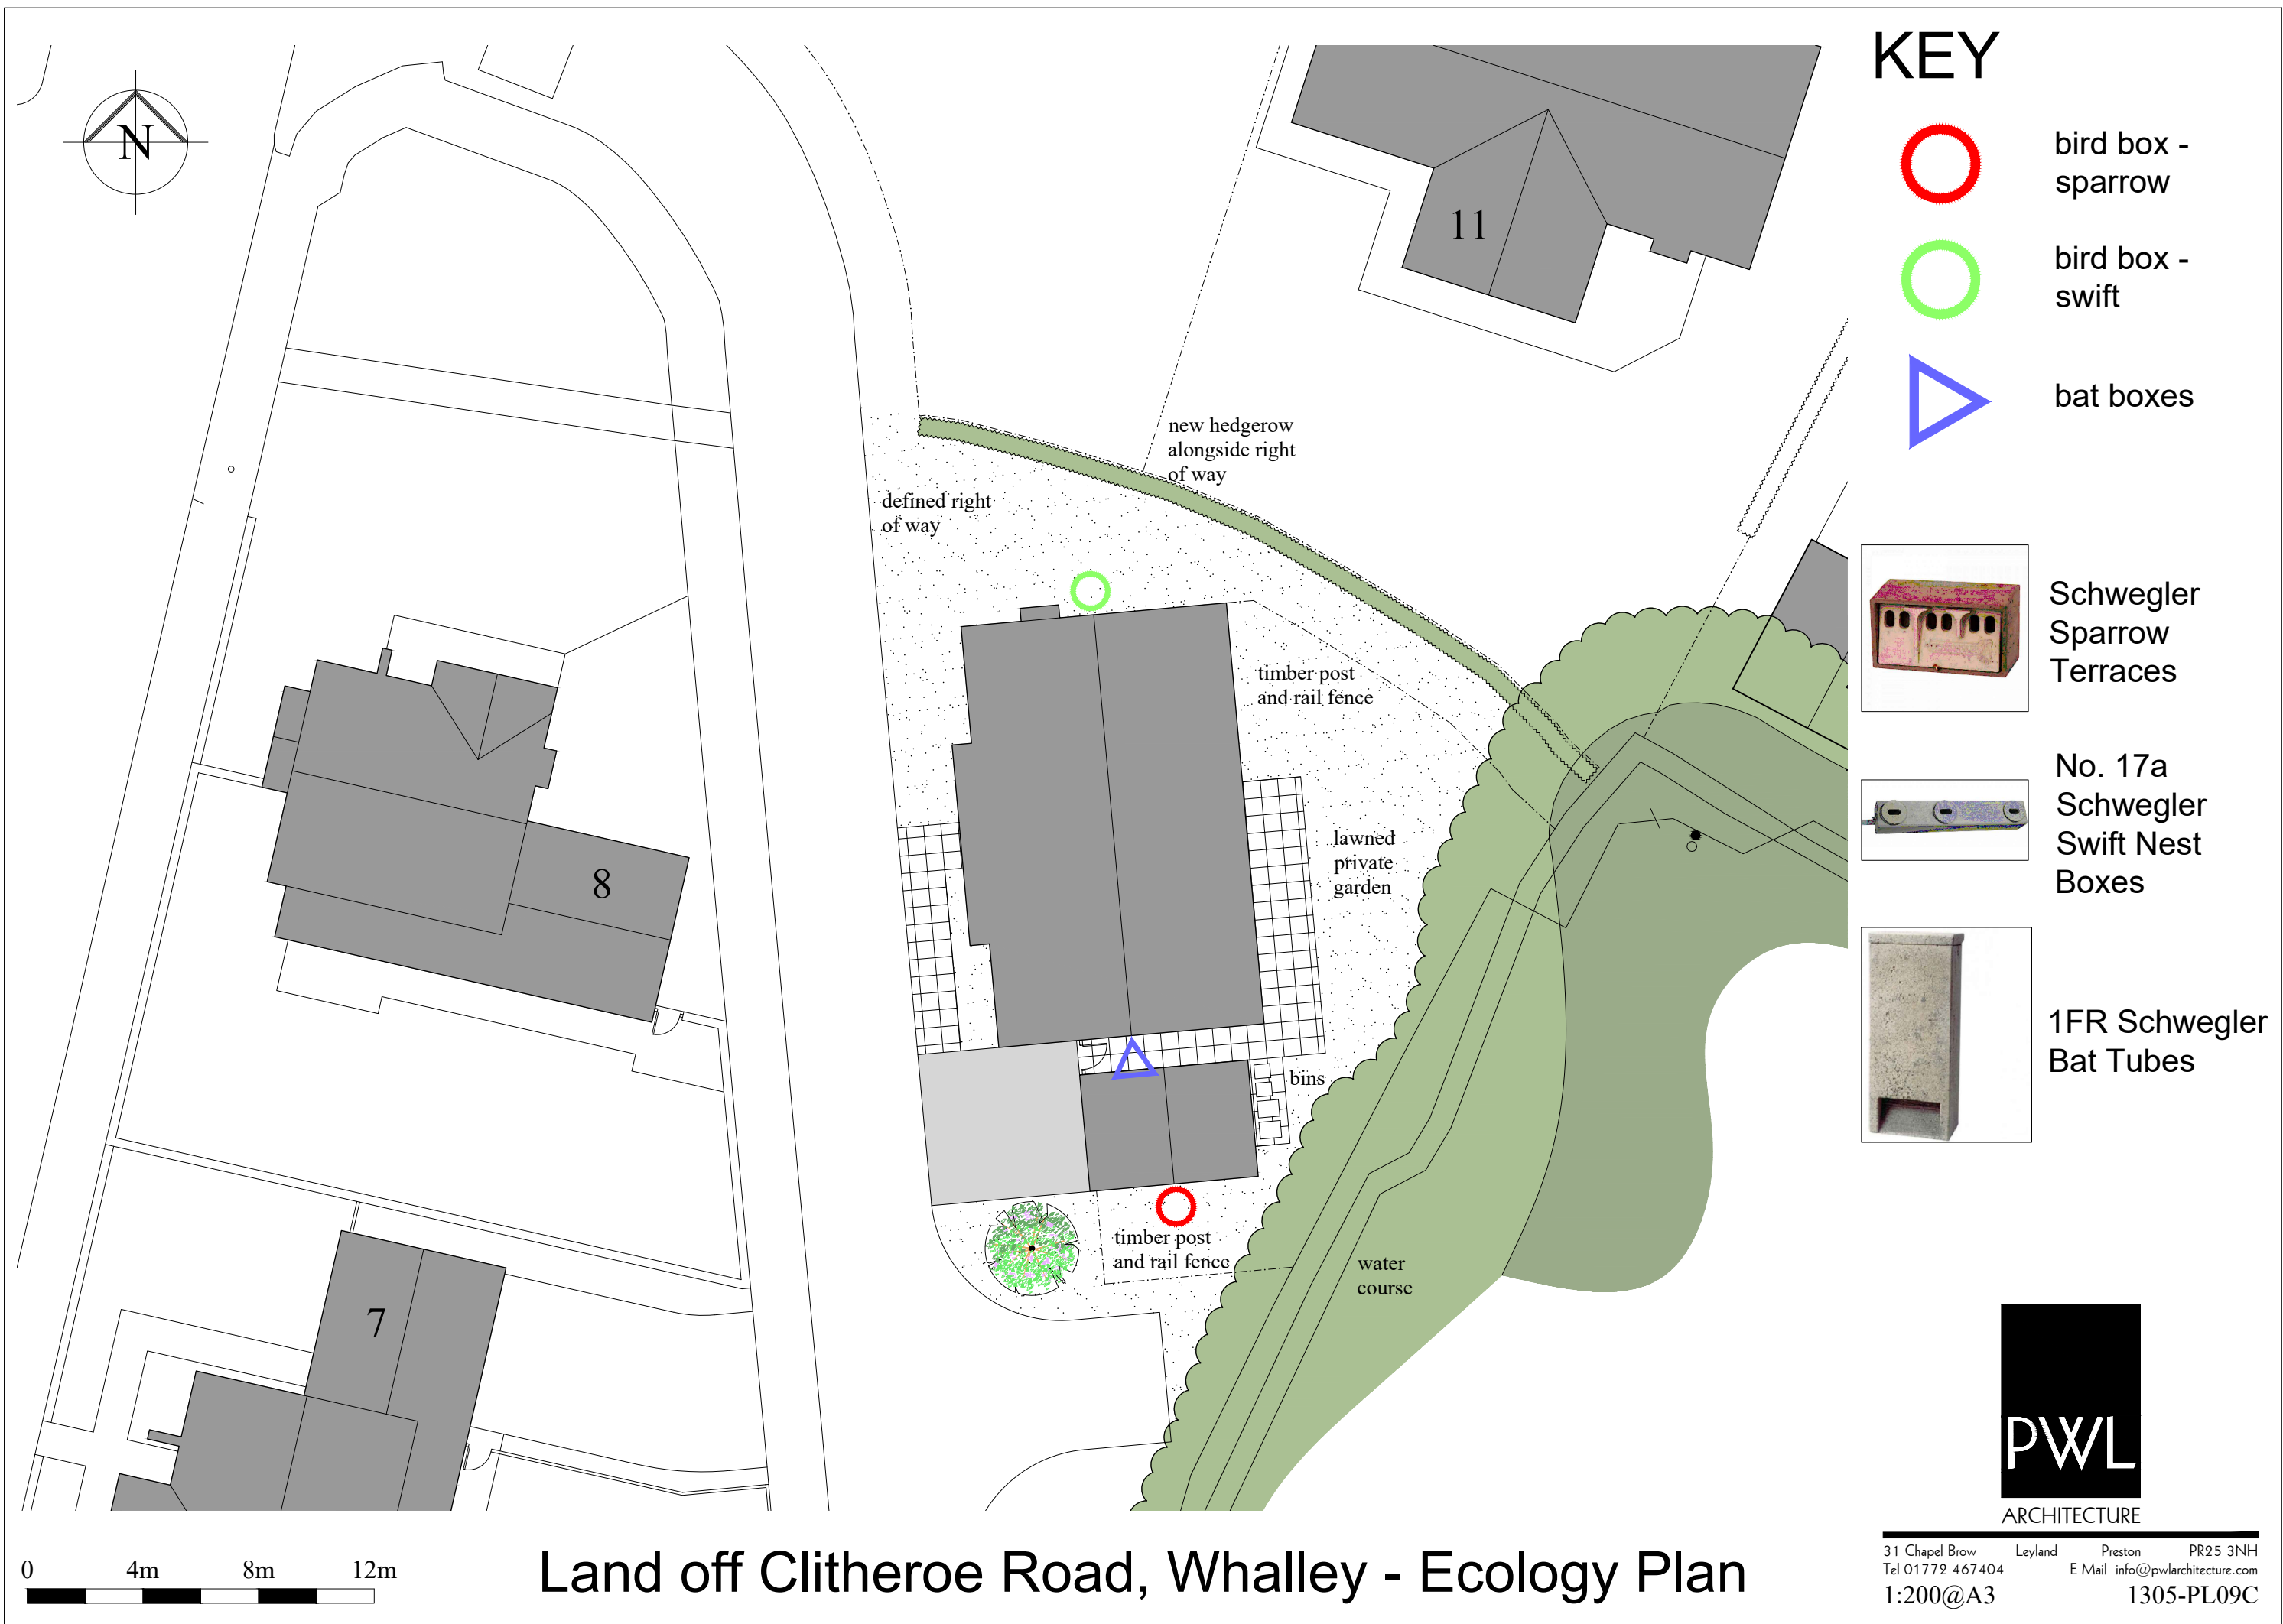 N
11
8
7
new hedgerow
alongside right
of way
defined right
of way
timber post
and rail fence
lawned
private
garden
bins
timber post
and rail fence
water
course
KEY
bird box -
sparrow
bird box -
swift
bat boxes
Schwegler
Sparrow
Terraces
No. 17a
Schwegler
Swift Nest
Boxes
1FR Schwegler
Bat Tubes
PWL
ARCHITECTURE
31 Chapel Brow Leyland Preston PR25 3NH
Tel 01772 467404 E Mail info@pwlarchitecture.com
1:200@A3 1305-PL09C
0 4m 8m 12m
Land off Clitheroe Road, Whalley - Ecology Plan